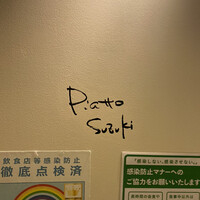 Piatto
Suzuki
飲食店等感染防止
徹底点検済
「感染しない、感染させない」。
感染防止マナーへの
ご協力をお願いいたします